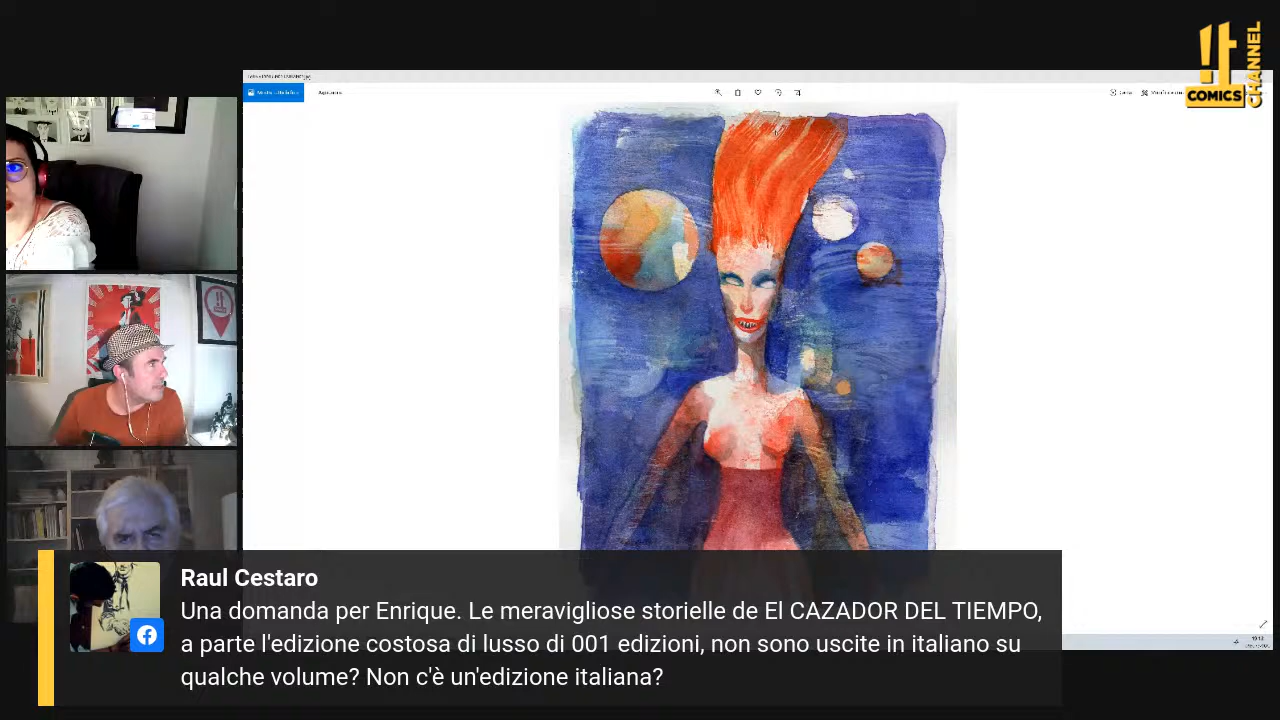 !t
COMICS
CHANNEL
Raul Cestaro
Una domanda per Enrique. Le meravigliose storielle de El CAZADOR DEL TIEMPO,
a parte l'edizione costosa di lusso di 001 edizioni, non sono uscite in italiano su
qualche volume? Non c'è un'edizione italiana?